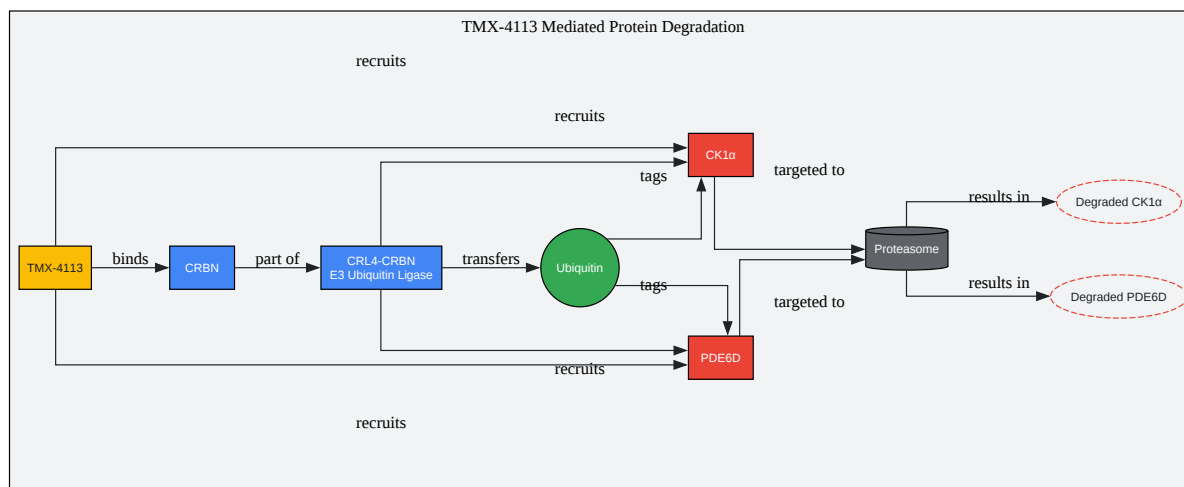 TMX-4113 Mediated Protein Degradation
recruits
recruits
CK1α
tags
targeted to
results in
Degraded CK1α
TMX-4113
binds
CRBN
part of
CRL4-CRBN
E3 Ubiquitin Ligase
transfers
Ubiquitin
Proteasome
tags
targeted to
results in
Degraded PDE6D
PDE6D
recruits
recruits